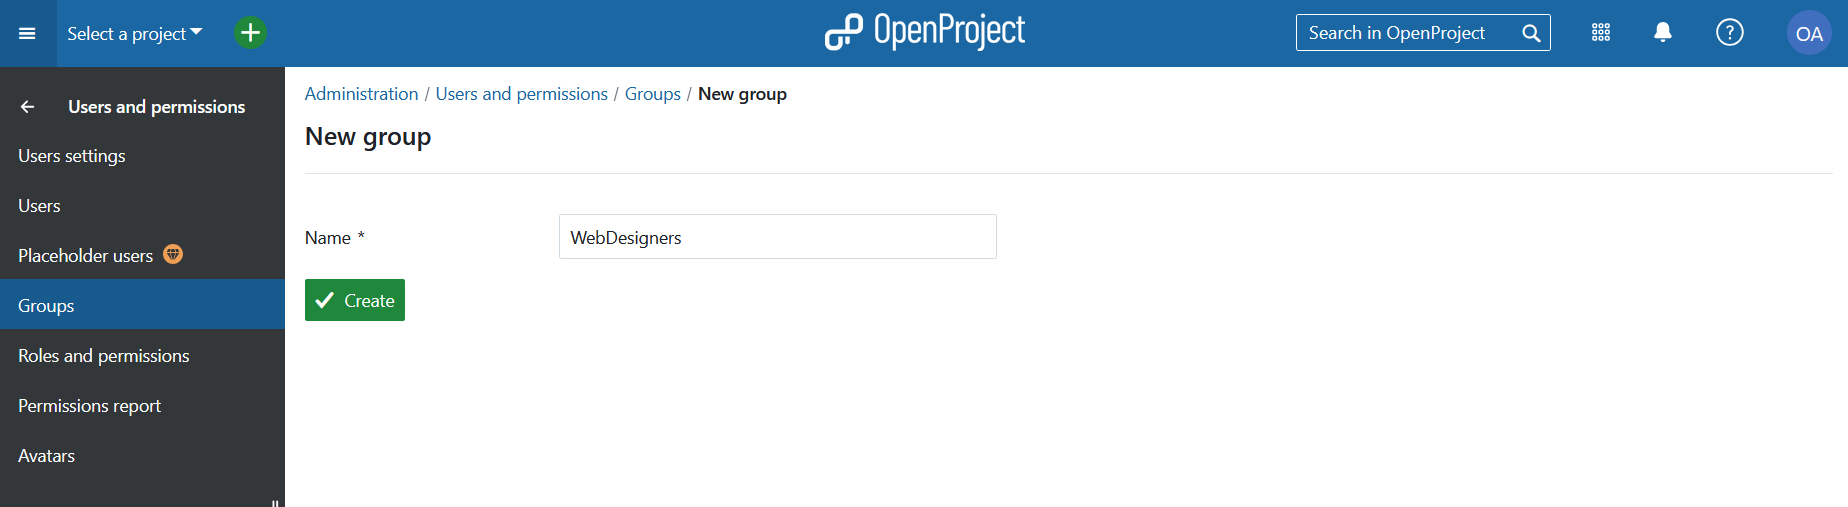 Select a project
OpenProject
Search in OpenProject
OA
Users and permissions
Users settings
Users
Placeholder users
Groups
Roles and permissions
Permissions report
Avatars
Administration / Users and permissions / Groups / New group
New group
Name *
WebDesigners
Create